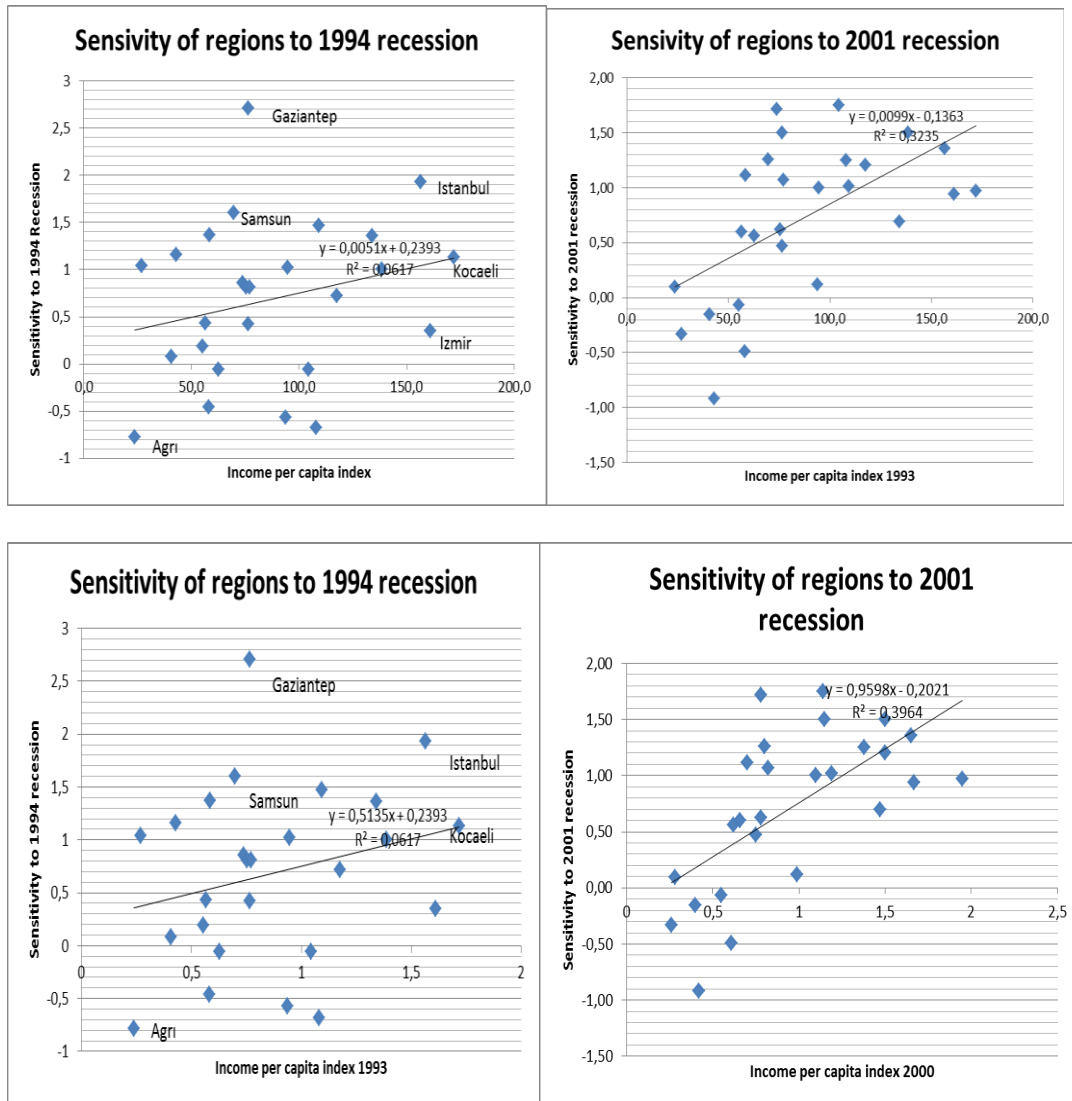 Sensivity of regions to 1994 recession
Sensitivity to 1994 Recession
3
2,5
2
1,5
1
0,5
0
-0,5
-1
Gaziantep
Istanbul
Samsun
y = 0,0051x + 0,2393
R² = 0,0617
Kocaeli
Izmir
Agrı
0,0 50,0 100,0 150,0 200,0
Income per capita index
Sensivity of regions to 2001 recession
Sensitivity to 2001 recession
2,00
1,50
1,00
0,50
0,00
-0,50
-1,00
-1,50
y = 0,0099x - 0,1363
R² = 0,3235
0,0 50,0 100,0 150,0 200,0
Income per capita index 1993
Sensitivity of regions to 1994 recession
Sensitivity to 1994 recession
3
2,5
2
1,5
1
0,5
0
-0,5
-1
Gaziantep
Istanbul
Samsun
y = 0,5135x + 0,2393
R² = 0,0617
Kocaeli
Agrı
0 0,5 1 1,5 2
Income per capita index 1993
Sensitivity of regions to 2001
recession
Sensitivity to 2001 recession
2,00
1,50
1,00
0,50
0,00
-0,50
-1,00
-1,50
y = 0,9598x - 0,2021
R² = 0,3964
0 0,5 1 1,5 2 2,5
Income per capita index 2000